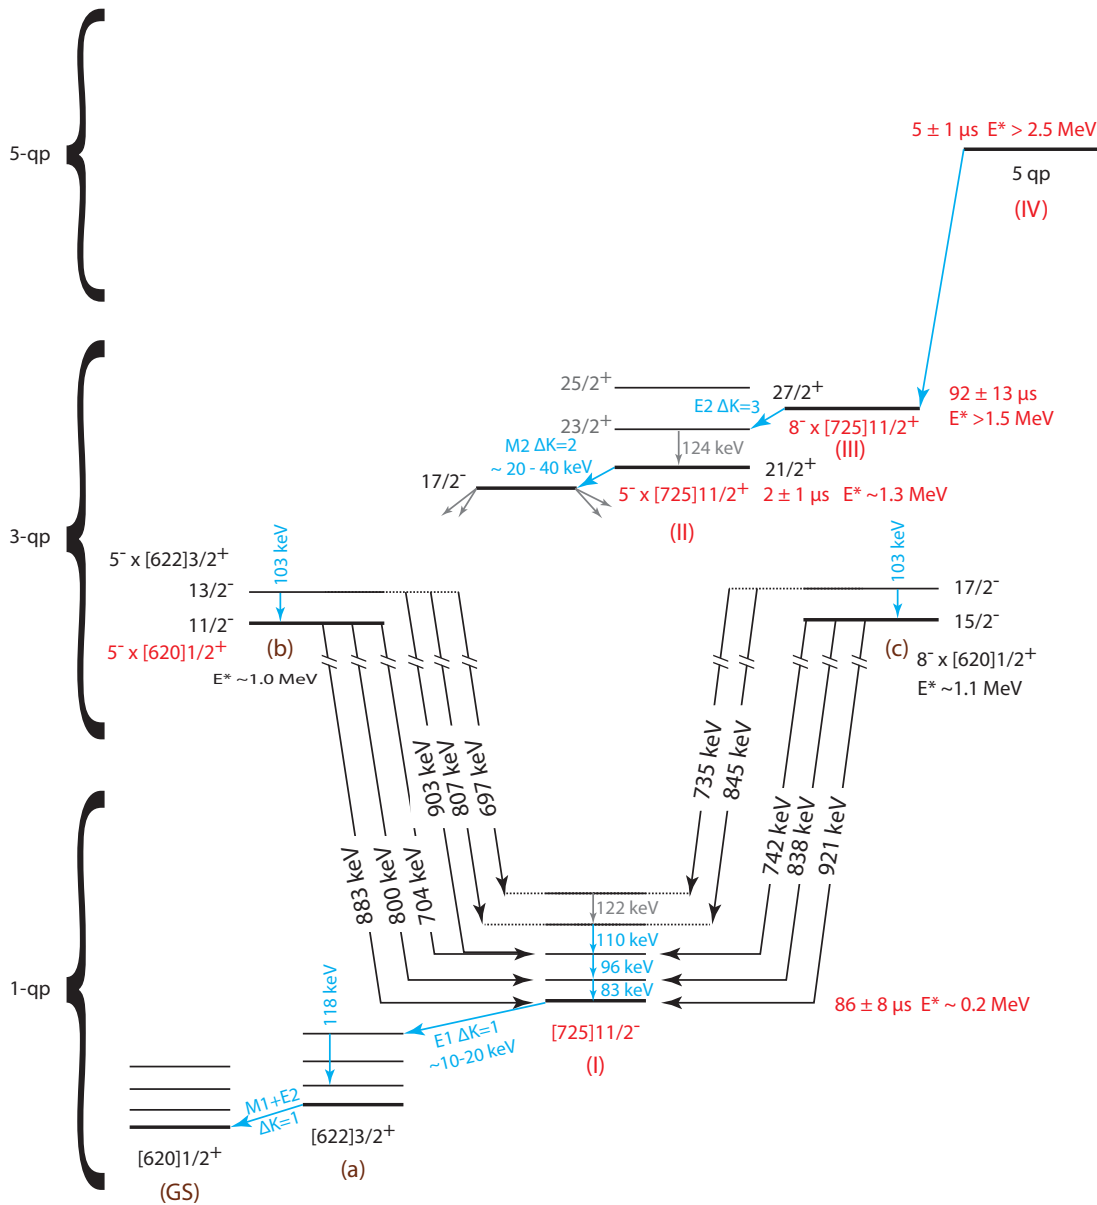 5-qp
5 ± 1 μs E* > 2.5 MeV
5 qp
(IV)
3-qp
25/2⁺
27/2⁺
E2 ΔK=3
92 ± 13 μs
E* >1.5 MeV
23/2⁺
8⁻ x [725]11/2⁺
(III)
M2 ΔK=2
~ 20 - 40 keV
124 keV
17/2⁻
21/2⁺
5⁻ x [725]11/2⁺ 2 ± 1 μs E* ~1.3 MeV
(II)
5⁻ x [622]3/2⁺
103 keV
13/2⁻
11/2⁻
5⁻ x [620]1/2⁺
(b)
E* ~1.0 MeV
103 keV
17/2⁻
15/2⁻
(c)
8⁻ x [620]1/2⁺
E* ~1.1 MeV
883 keV
800 keV
704 keV
903 keV
807 keV
697 keV
735 keV
845 keV
742 keV
838 keV
921 keV
1-qp
122 keV
110 keV
96 keV
83 keV
86 ± 8 μs E* ~ 0.2 MeV
[725]11/2⁻
(I)
118 keV
E1 ΔK=1
~10-20 keV
M1+E2
ΔK=1
[622]3/2⁺
(a)
[620]1/2⁺
(GS)